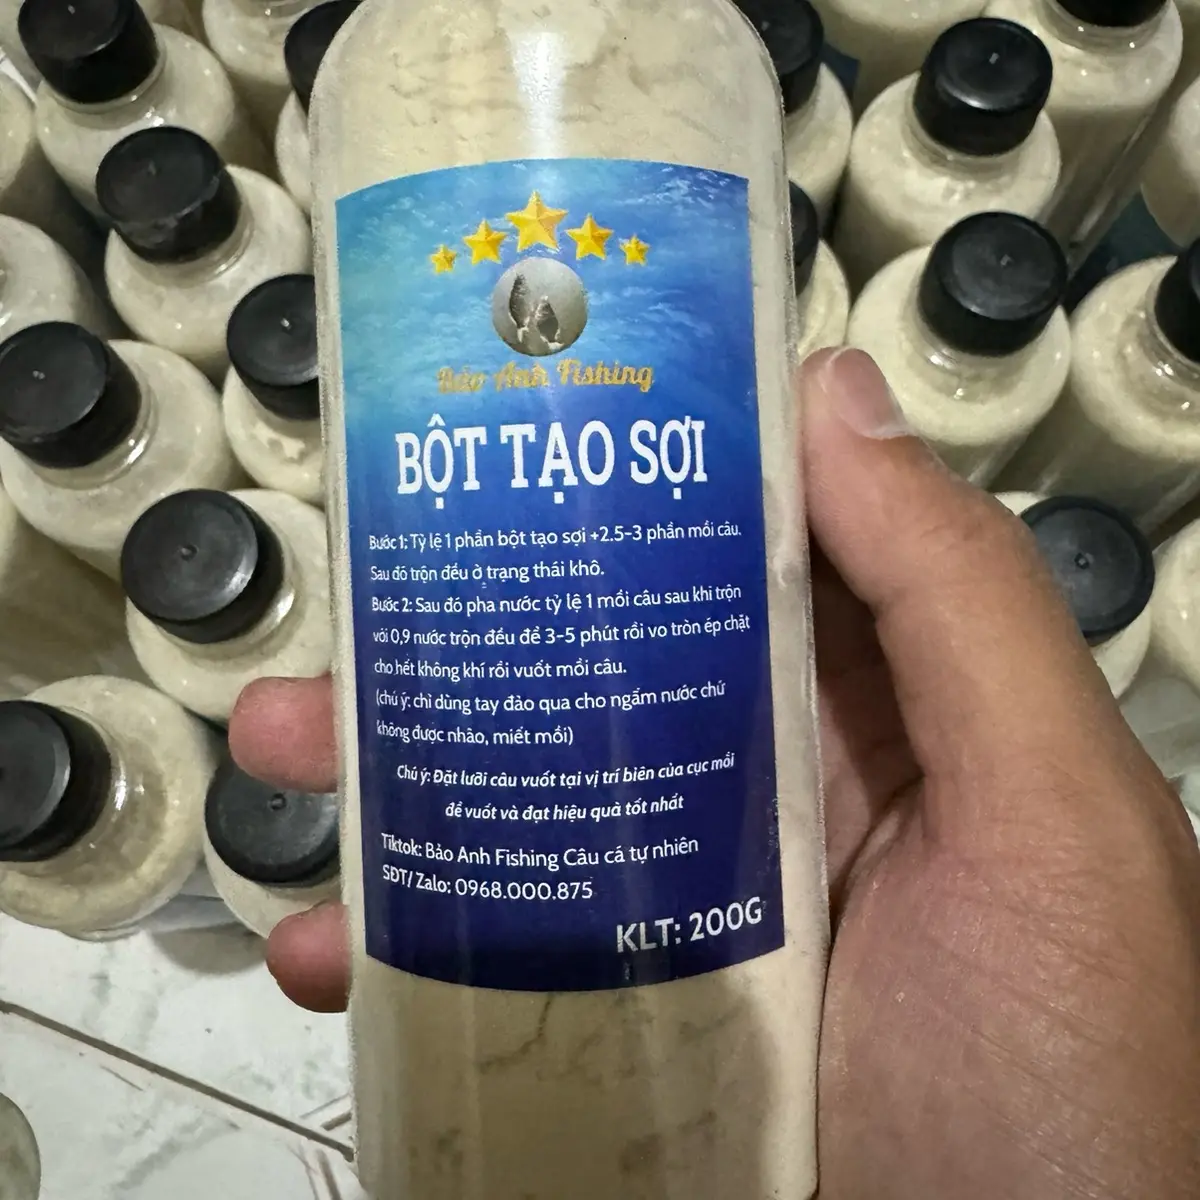 Bảo Anh Fishing
BỘT TẠO SỢI
Bước 1: Tỷ lệ 1 phần bột tạo sợi +2.5-3 phần mồi câu.
Sau đó trộn đều ở trạng thái khô.
Bước 2: Sau đó pha nước tỷ lệ 1 mồi câu sau khi trộn
với 0,9 nước trộn đều để 3-5 phút rồi vo tròn ép chặt
cho hết không khí rồi vuốt mồi câu.
(chú ý: chỉ dùng tay đảo qua cho ngấm nước chứ
không được nhào, miết mồi)
Chú ý: Đặt lưỡi câu vuốt tại vị trí biên của cục mồi
để vuốt và đạt hiệu quả tốt nhất
Tiktok: Bảo Anh Fishing Câu cá tự nhiên
SĐT/ Zalo: 0968.000.875
KLT: 200G